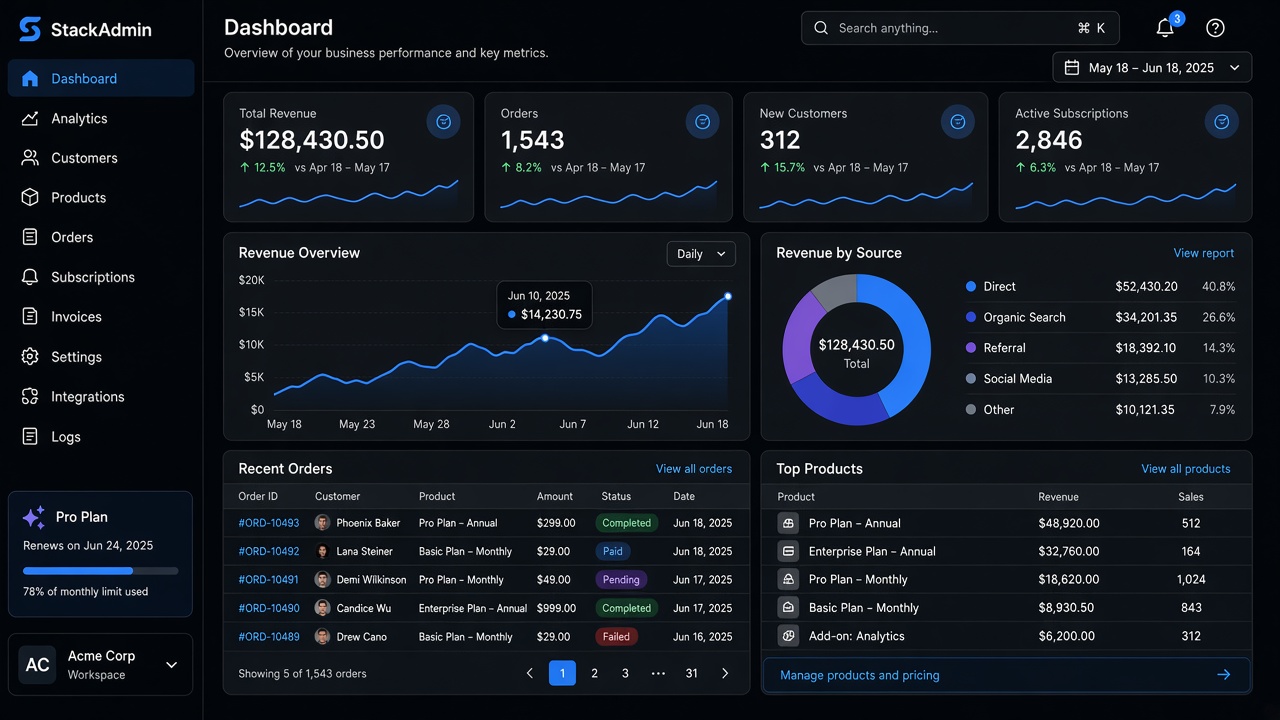 StackAdmin
Dashboard
Analytics
Customers
Products
Orders
Subscriptions
Invoices
Settings
Integrations
Logs
Pro Plan
Renews on Jun 24, 2025
78% of monthly limit used
AC
Acme Corp
Workspace
Dashboard
Overview of your business performance and key metrics.
Search anything... ⌘ K
3
May 18 – Jun 18, 2025
Total Revenue
$128,430.50
↑ 12.5% vs Apr 18 – May 17
Orders
1,543
↑ 8.2% vs Apr 18 – May 17
New Customers
312
↑ 15.7% vs Apr 18 – May 17
Active Subscriptions
2,846
↑ 6.3% vs Apr 18 – May 17
Revenue Overview
Daily
$20K
$15K
$10K
$5K
$0
Jun 10, 2025
$14,230.75
May 18 May 23 May 28 Jun 2 Jun 7 Jun 12 Jun 18
Revenue by Source
View report
$128,430.50
Total
Direct $52,430.20 40.8%
Organic Search $34,201.35 26.6%
Referral $18,392.10 14.3%
Social Media $13,285.50 10.3%
Other $10,121.35 7.9%
Recent Orders
View all orders
Order ID Customer Product Amount Status Date
#ORD-10493 Phoenix Baker Pro Plan – Annual $299.00 Completed Jun 18, 2025
#ORD-10492 Lana Steiner Basic Plan – Monthly $29.00 Paid Jun 18, 2025
#ORD-10491 Demi Wilkinson Pro Plan – Monthly $49.00 Pending Jun 17, 2025
#ORD-10490 Candice Wu Enterprise Plan – Annual $999.00 Completed Jun 17, 2025
#ORD-10489 Drew Cano Basic Plan – Monthly $29.00 Failed Jun 16, 2025
Showing 5 of 1,543 orders
1 2 3 ••• 31
Top Products
View all products
Product Revenue Sales
Pro Plan – Annual $48,920.00 512
Enterprise Plan – Annual $32,760.00 164
Pro Plan – Monthly $18,620.00 1,024
Basic Plan – Monthly $8,930.50 843
Add-on: Analytics $6,200.00 312
Manage products and pricing